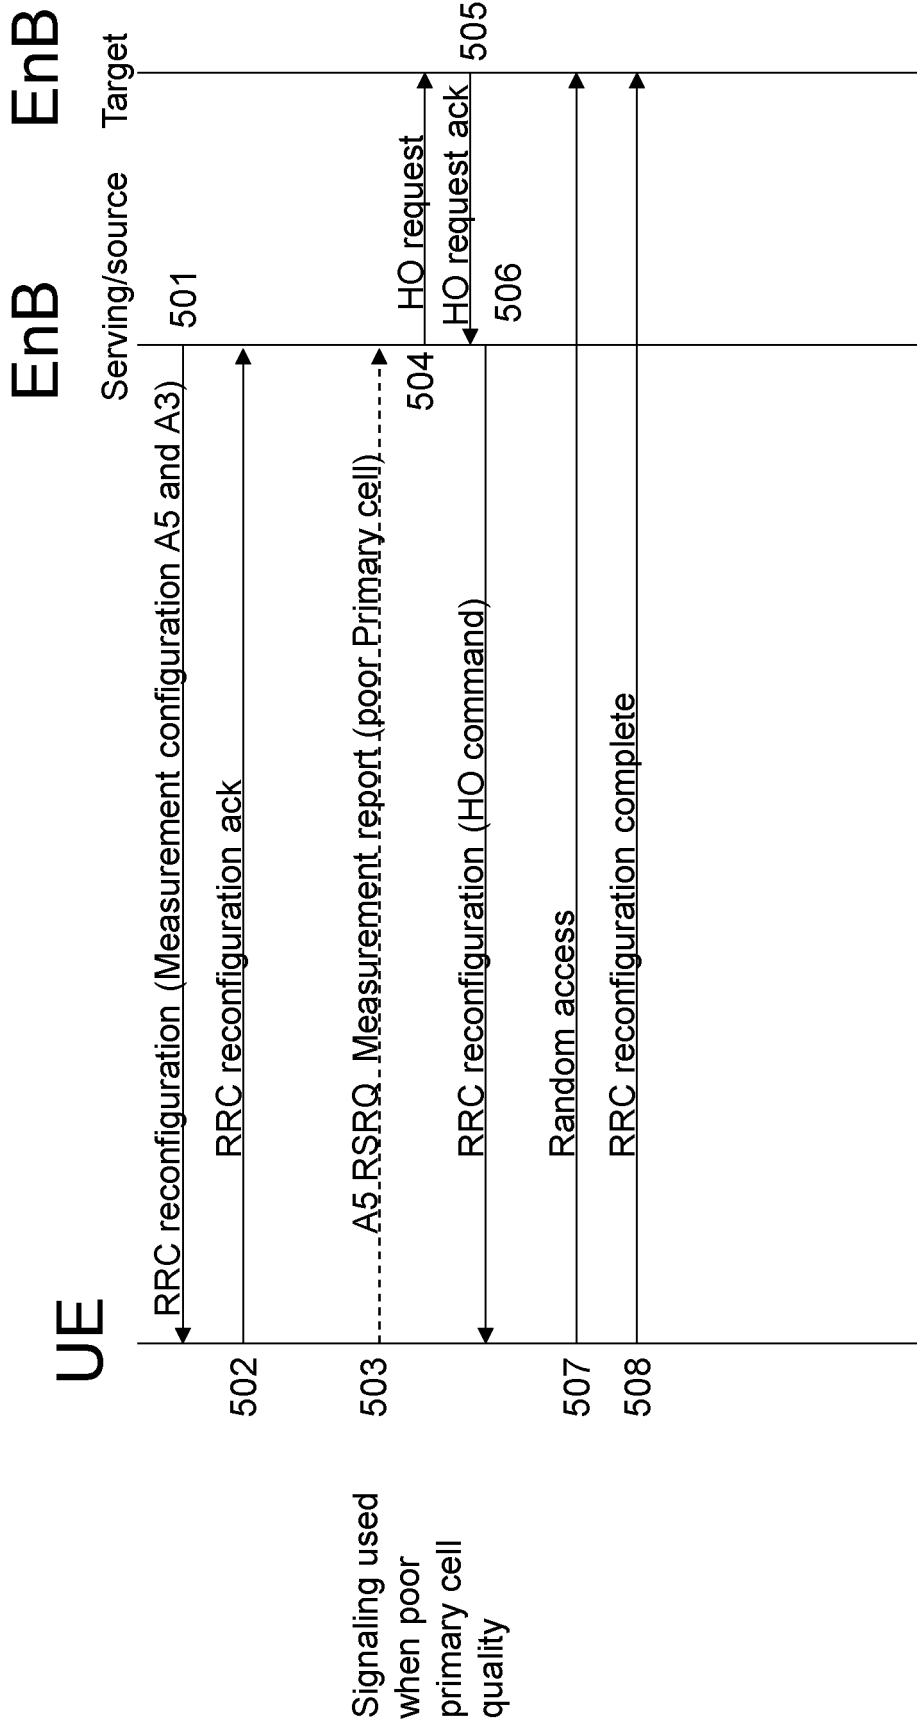 UE
EnB
EnB
Serving/source
Target
RRC reconfiguration (Measurement configuration A5 and A3)
501
502
RRC reconfiguration ack
Signaling used
when poor
primary cell
quality
503
A5 RSRQ Measurement report (poor Primary cell)
504
HO request
HO request ack
505
RRC reconfiguration (HO command)
506
507
Random access
508
RRC reconfiguration complete